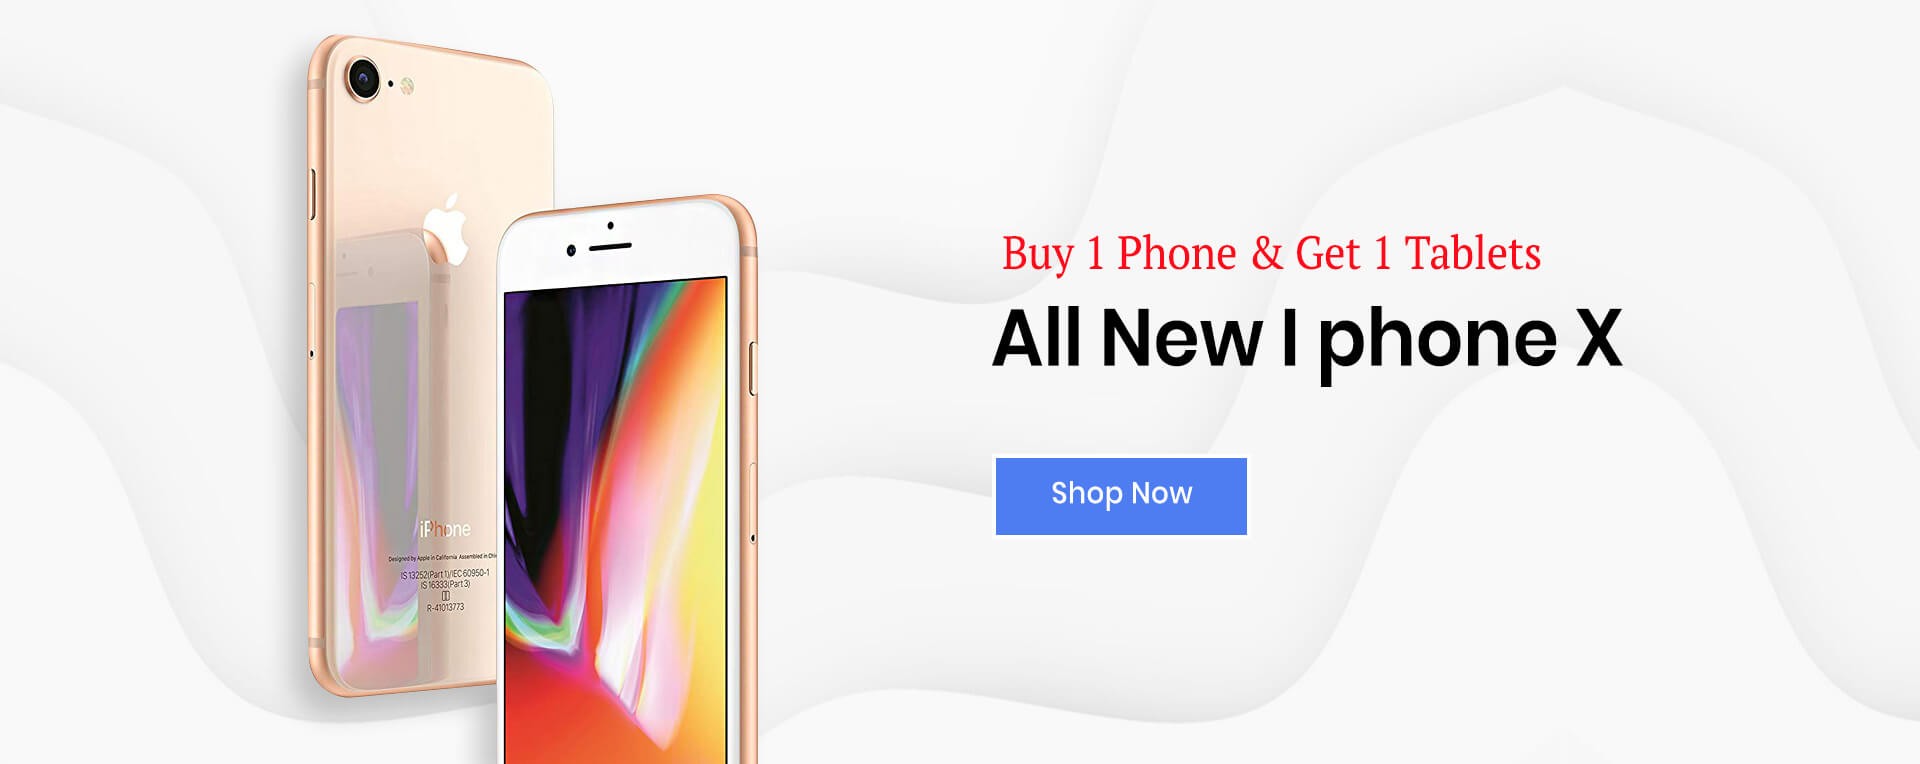 Buy 1 Phone & Get 1 Tablets
All New I phone X
Shop Now
iPhone
Designed by Apple in California Assembled in Chi
IS 13252(Part 1)/IEC 60950-1
IS 16333(Part 3)
R-41013773